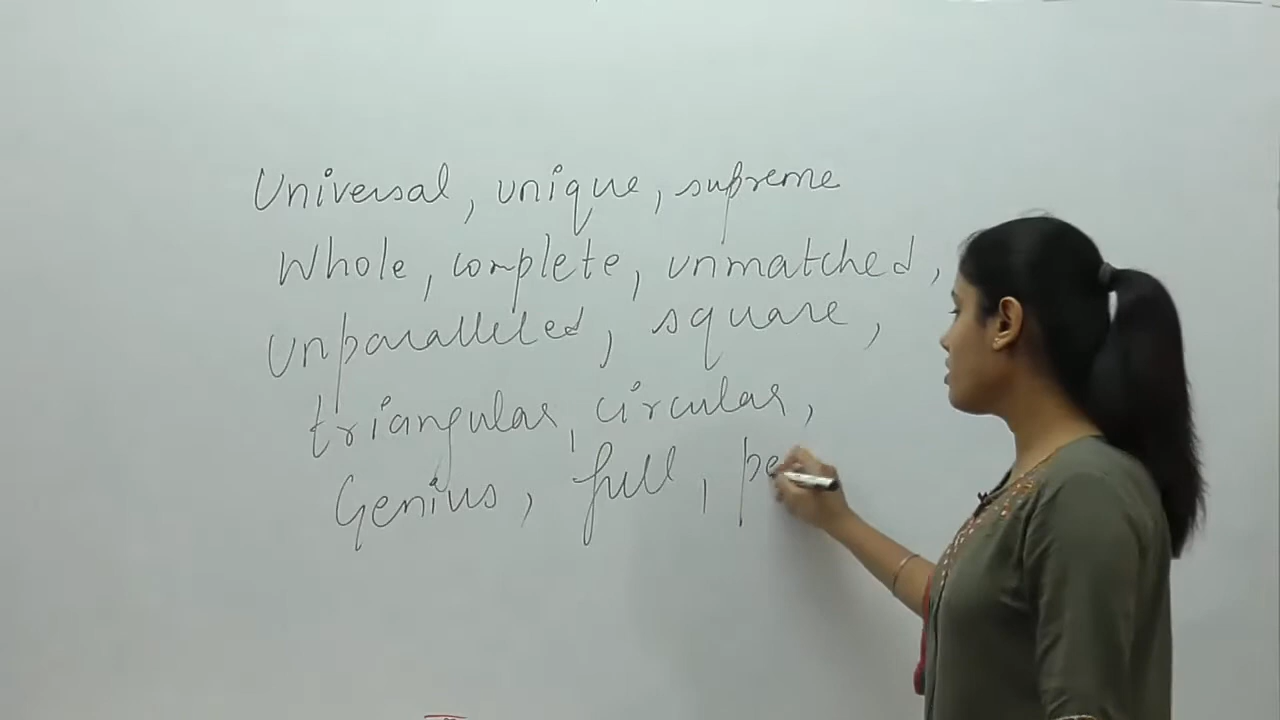 Universal, unique, supreme
Whole, complete, unmatched,
Unparalleled, square,
triangular, circular,
Genius, full, pe